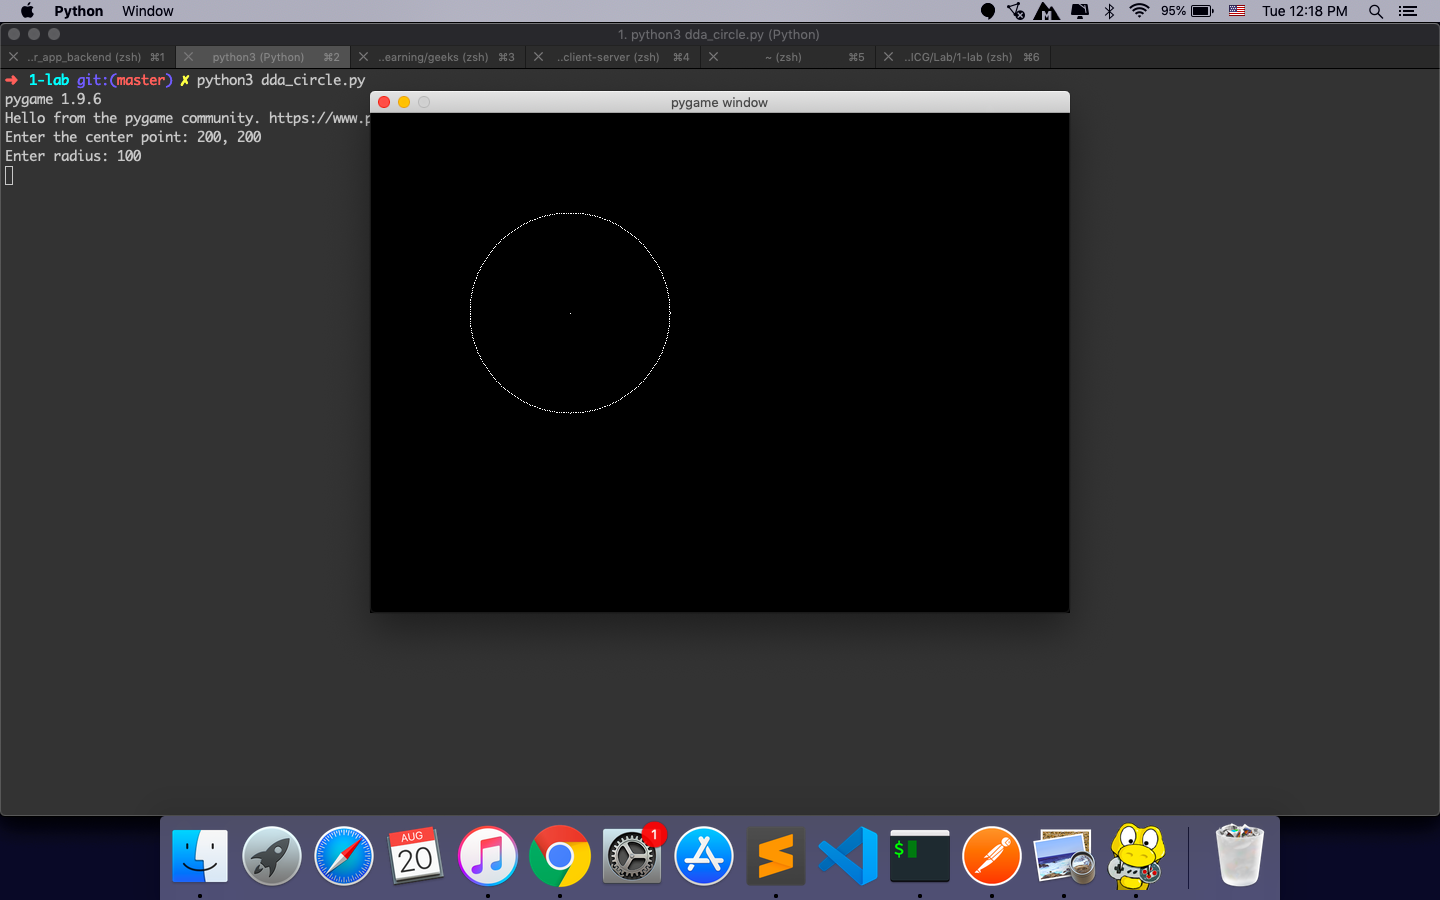 Python Window 95% Tue 12:18 PM
1. python3 dda_circle.py (Python)
..r_app_backend (zsh) ⌘1 python3 (Python) ⌘2 ..earning/geeks (zsh) ⌘3 ..client-server (zsh) ⌘4 ~ (zsh) ⌘5 ..ICG/Lab/1-lab (zsh) ⌘6
➜ 1-lab git:(master) ✗ python3 dda_circle.py
pygame 1.9.6
Hello from the pygame community. https://www.p
Enter the center point: 200, 200
Enter radius: 100
pygame window
AUG
20
1
$